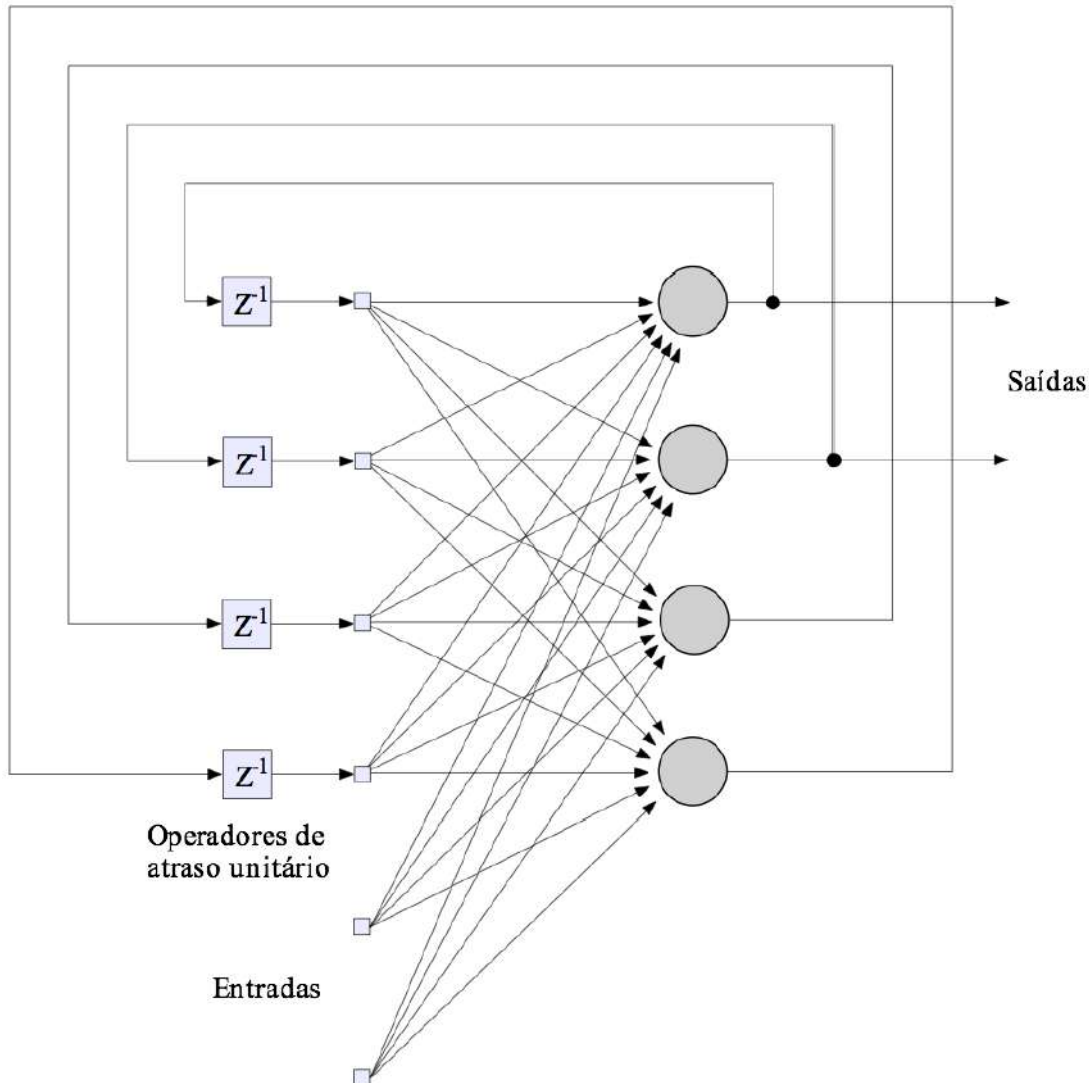 Z⁻¹
Saídas
Z⁻¹
Z⁻¹
Z⁻¹
Operadores de
atraso unitário
Entradas